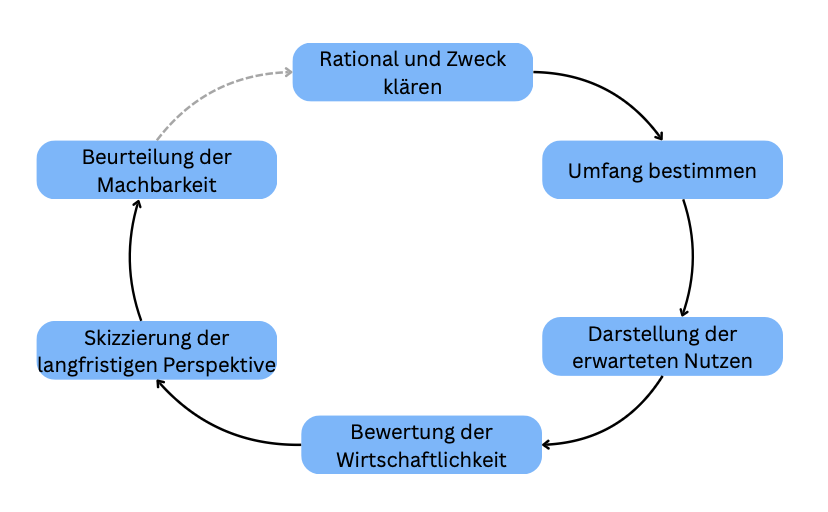 Rational und Zweck
klären
Umfang bestimmen
Darstellung der
erwarteten Nutzen
Bewertung der
Wirtschaftlichkeit
Skizzierung der
langfristigen Perspektive
Beurteilung der
Machbarkeit